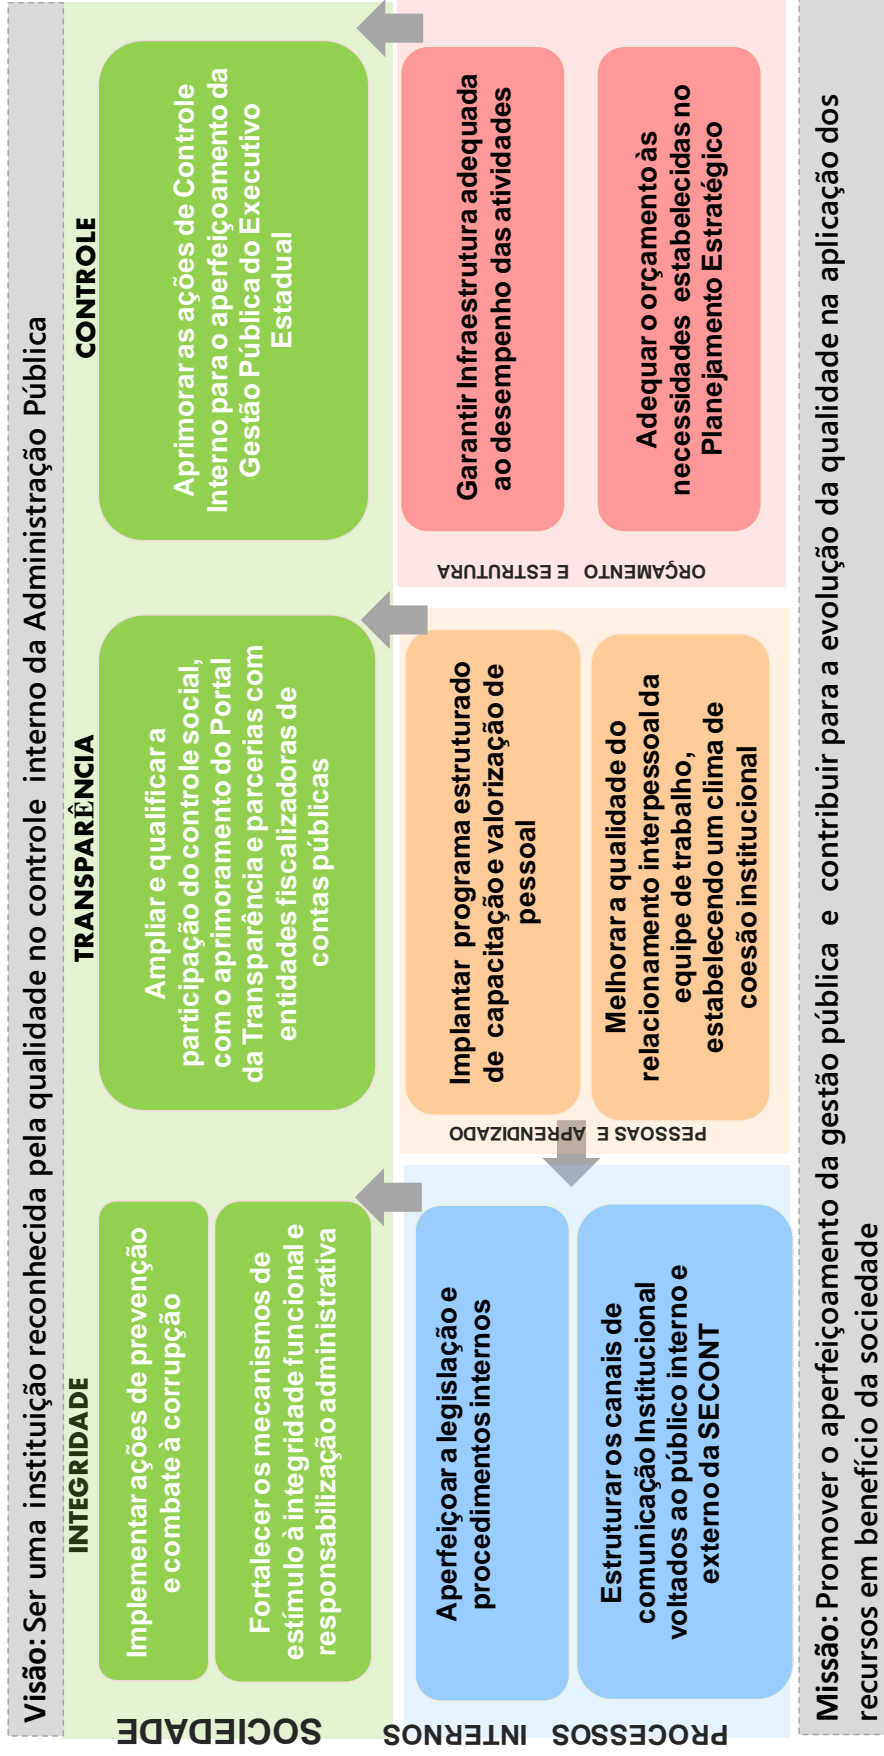 Visão: Ser uma instituição reconhecida pela qualidade no controle interno da Administração Pública
SOCIEDADE
INTEGRIDADE
Implementar ações de prevenção
e combate à corrupção
Fortalecer os mecanismos de
estímulo à integridade funcional e
responsabilização administrativa
TRANSPARÊNCIA
Ampliar e qualificar a
participação do controle social,
com o aprimoramento do Portal
da Transparência e parcerias com
entidades fiscalizadoras de
contas públicas
CONTROLE
Aprimorar as ações de Controle
Interno para o aperfeiçoamento da
Gestão Pública do Executivo
Estadual
PROCESSOS INTERNOS
Aperfeiçoar a legislação e
procedimentos internos
Estruturar os canais de
comunicação Institucional
voltados ao público interno e
externo da SECONT
PESSOAS E APRENDIZADO
Implantar programa estruturado
de capacitação e valorização de
pessoal
Melhorar a qualidade do
relacionamento interpessoal da
equipe de trabalho,
estabelecendo um clima de
coesão institucional
ORÇAMENTO E ESTRUTURA
Garantir Infraestrutura adequada
ao desempenho das atividades
Adequar o orçamento às
necessidades estabelecidas no
Planejamento Estratégico
Missão: Promover o aperfeiçoamento da gestão pública e contribuir para a evolução da qualidade na aplicação dos
recursos em benefício da sociedade